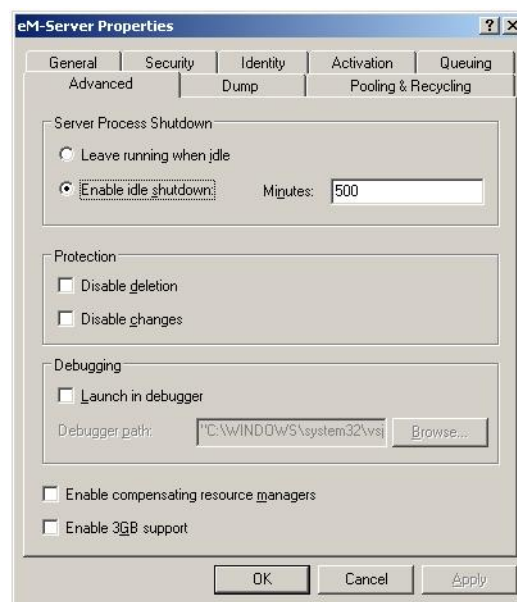 eM-Server Properties
General Security Identity Activation Queuing
Advanced Dump Pooling & Recycling
Server Process Shutdown
Leave running when idle
Enable idle shutdown: Minutes: 500
Protection
Disable deletion
Disable changes
Debugging
Launch in debugger
Debugger path: "C:\WINDOWS\system32\vsj Browse...
Enable compensating resource managers
Enable 3GB support
OK Cancel Apply